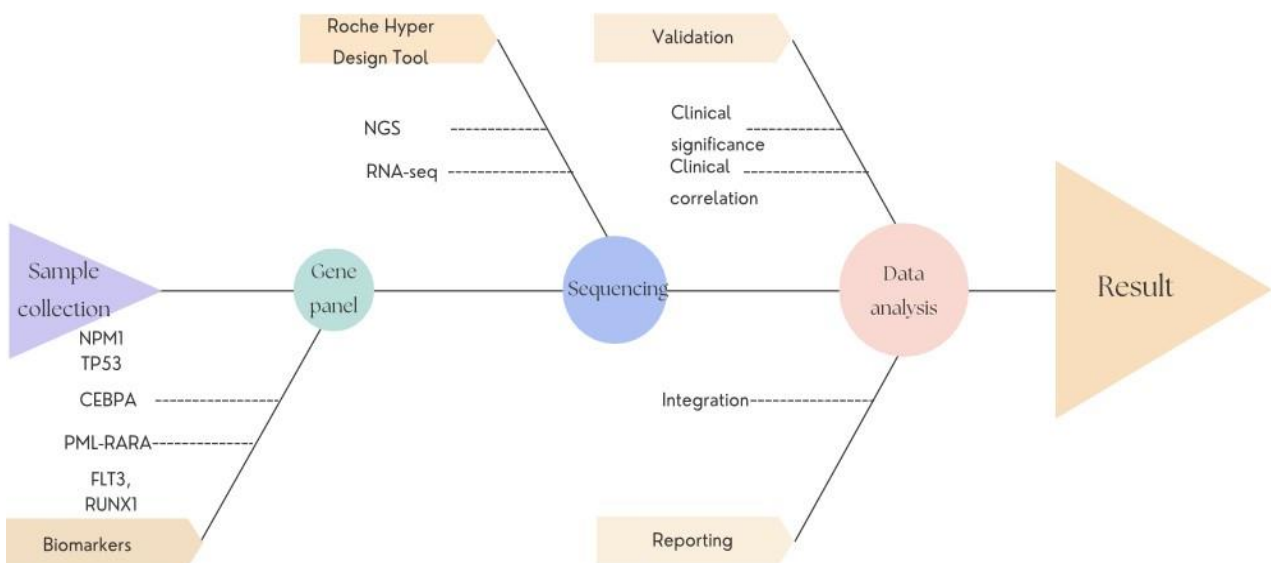 Roche Hyper
Design Tool
Validation
NGS
RNA-seq
Clinical
significance
Clinical
correlation
Sample
collection
Gene
panel
Sequencing
Data
analysis
Result
NPM1
TP53
CEBPA
PML-RARA
FLT3,
RUNX1
Biomarkers
Integration
Reporting